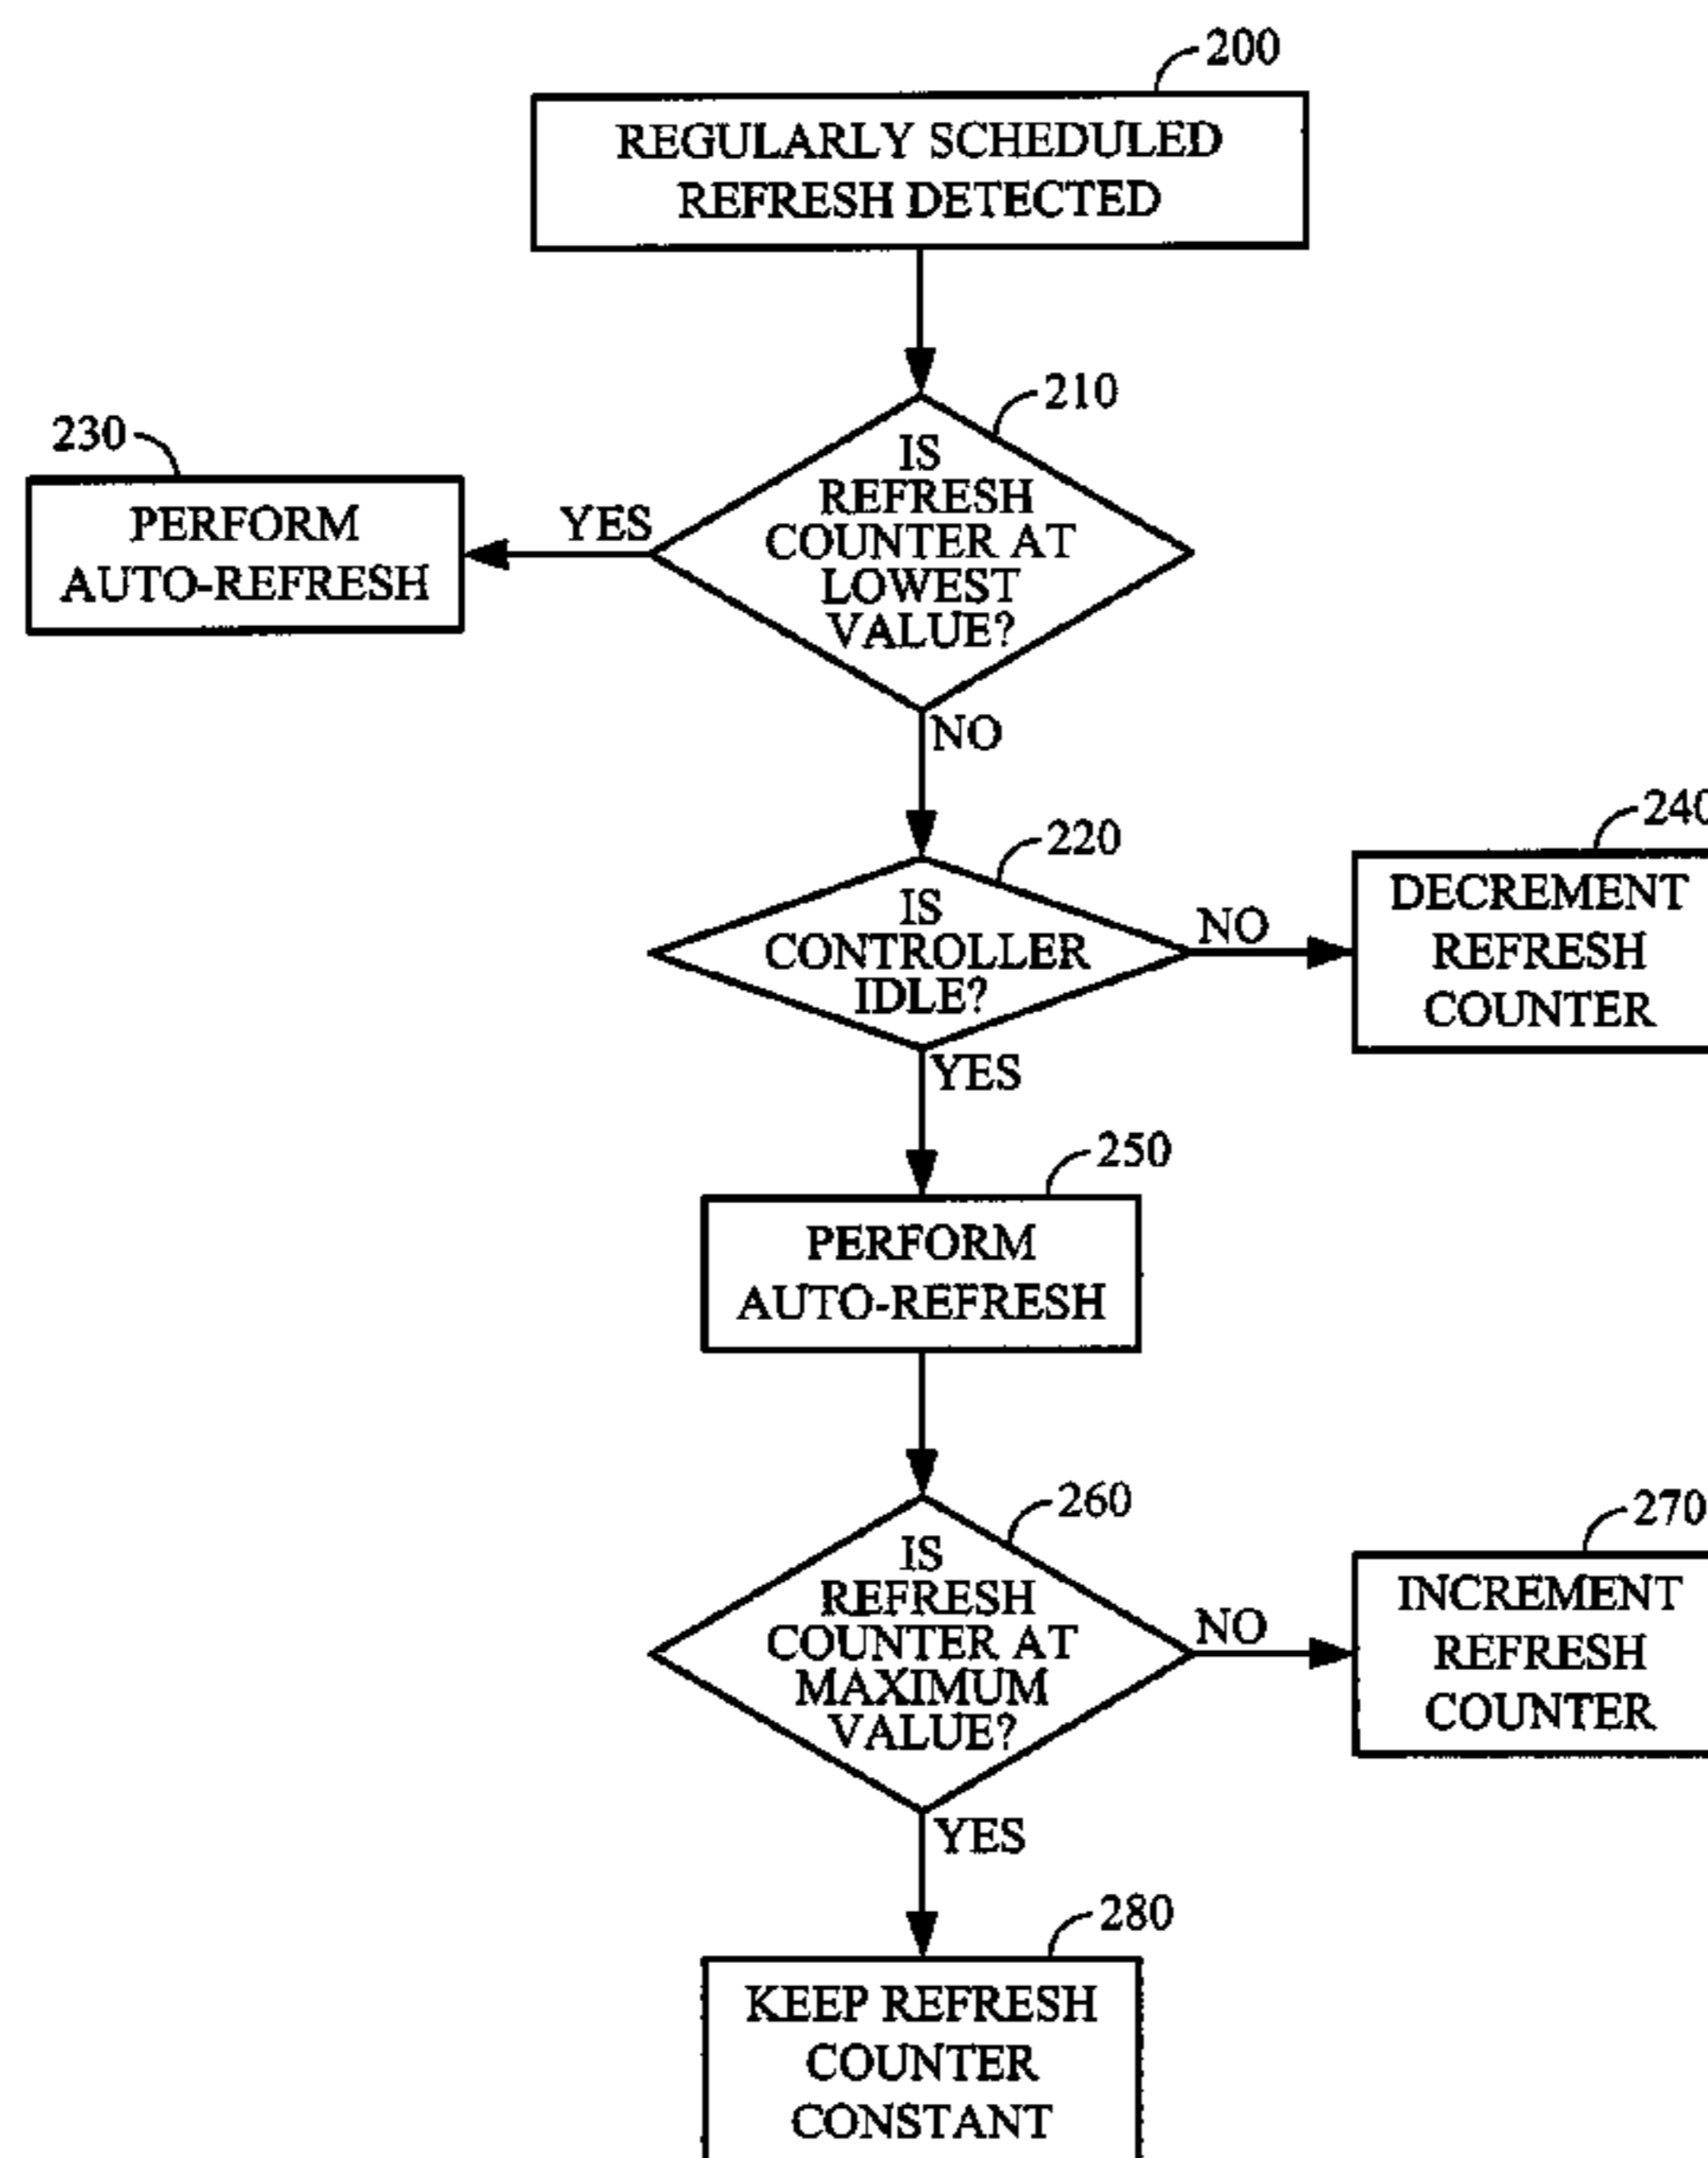 200
REGULARLY SCHEDULED
REFRESH DETECTED
210
IS
REFRESH
COUNTER AT
LOWEST
VALUE?
230
PERFORM
AUTO-REFRESH
YES
NO
220
IS
CONTROLLER
IDLE?
NO
240
DECREMENT
REFRESH
COUNTER
YES
250
PERFORM
AUTO-REFRESH
260
IS
REFRESH
COUNTER AT
MAXIMUM
VALUE?
NO
270
INCREMENT
REFRESH
COUNTER
YES
280
KEEP REFRESH
COUNTER
CONSTANT